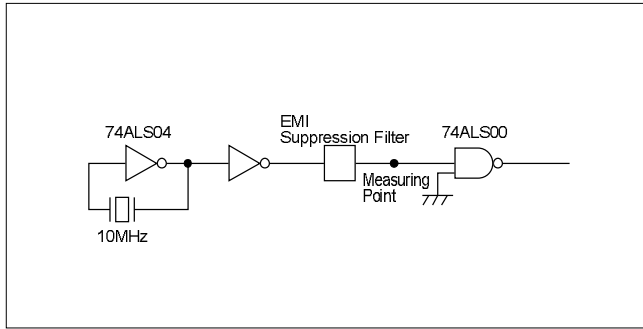 74ALS04
EMI
Suppression Filter
74ALS00
Measuring
Point
10MHz